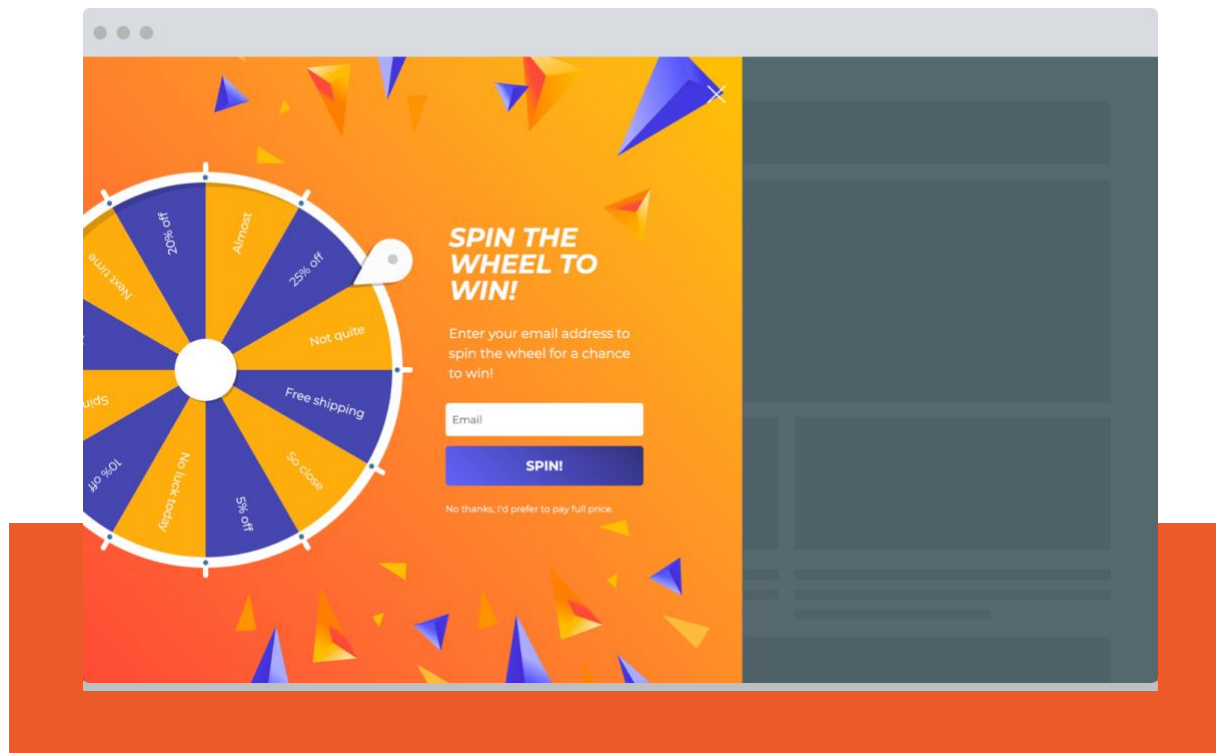 20% off
Almost
25% off
Not quite
Free shipping
So close
5% off
No luck today
10% off
Next time
SPIN THE
WHEEL TO
WIN!
Enter your email address to
spin the wheel for a chance
to win!
Email
SPIN!
No thanks, I'd prefer to pay full price.